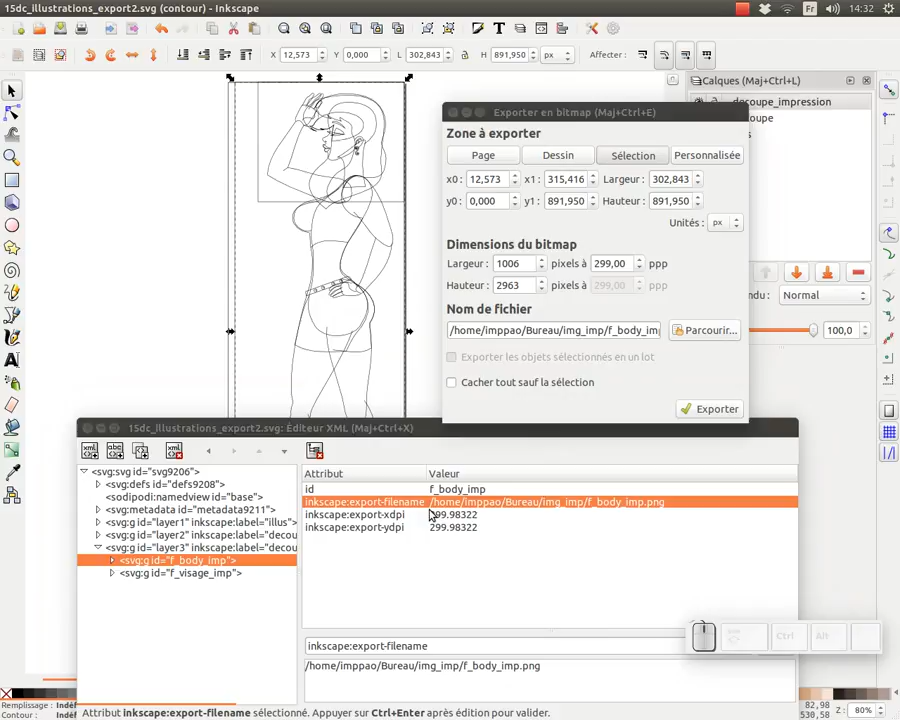 15dc_illustrations_export2.svg (contour) - Inkscape
Fr
14:32
X 12,573 Y 0,000 L 302,843 H 891,950 px Affecter :
Calques (Maj+Ctrl+L)
decoupe_impression
oupe
Exporter en bitmap (Maj+Ctrl+E)
Zone à exporter
Page Dessin Sélection Personnalisée
x0 : 12,573 x1 : 315,416 Largeur : 302,843
y0 : 0,000 y1 : 891,950 Hauteur : 891,950
Unités : px
Dimensions du bitmap
Largeur : 1006 pixels à 299,00 ppp
Hauteur : 2963 pixels à 299,00 ppp
Nom de fichier
/home/imppao/Bureau/img_imp/f_body_im Parcourir...
Exporter les objets sélectionnés en un lot
Cacher tout sauf la sélection
Exporter
du : Normal
100,0
15dc_illustrations_export2.svg: Éditeur XML (Maj+Ctrl+X)
<svg:svg id="svg9206">
<svg:defs id="defs9208">
<sodipodi:namedview id="base">
<svg:metadata id="metadata9211">
<svg:g id="layer1" inkscape:label="illus
<svg:g id="layer2" inkscape:label="decou
<svg:g id="layer3" inkscape:label="decou
<svg:g id="f_body_imp">
<svg:g id="f_visage_imp">
Attribut Valeur
id f_body_imp
inkscape:export-filename /home/imppao/Bureau/img_imp/f_body_imp.png
inkscape:export-xdpi 299.98322
inkscape:export-ydpi 299.98322
inkscape:export-filename
/home/imppao/Bureau/img_imp/f_body_imp.png
Ctrl Alt
Remplissage : Indéf
Contour : Indéf
Attribut inkscape:export-filename sélectionné. Appuyer sur Ctrl+Enter après édition pour valider.
82,98
530,58
Z : 80%